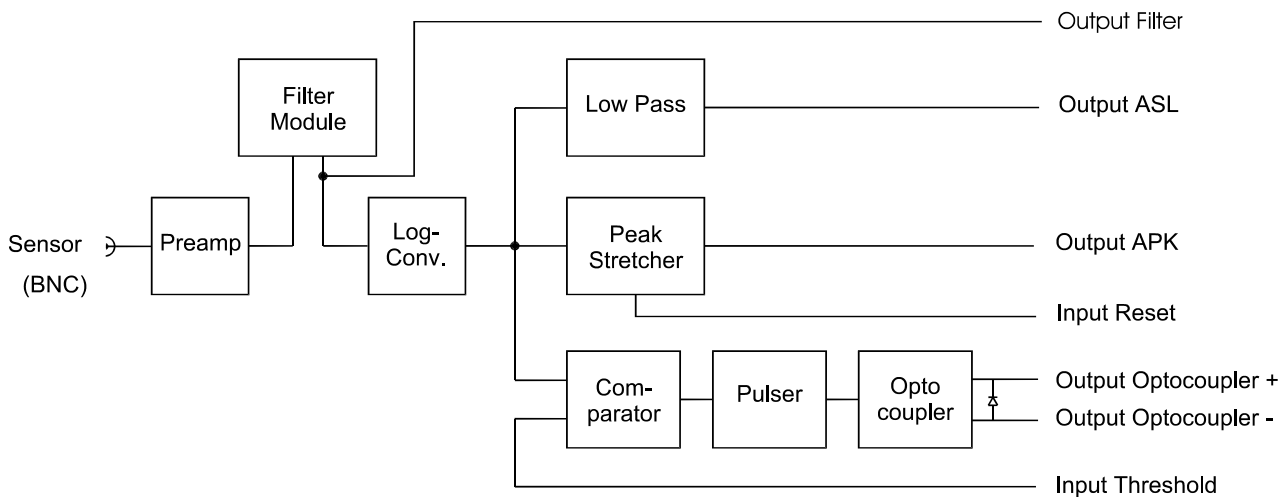 Output Filter
Filter
Module
Low Pass
Output ASL
Sensor
(BNC)
Preamp
Log-
Conv.
Peak
Stretcher
Output APK
Input Reset
Com-
parator
Pulser
Opto
coupler
Output Optocoupler +
Output Optocoupler -
Input Threshold